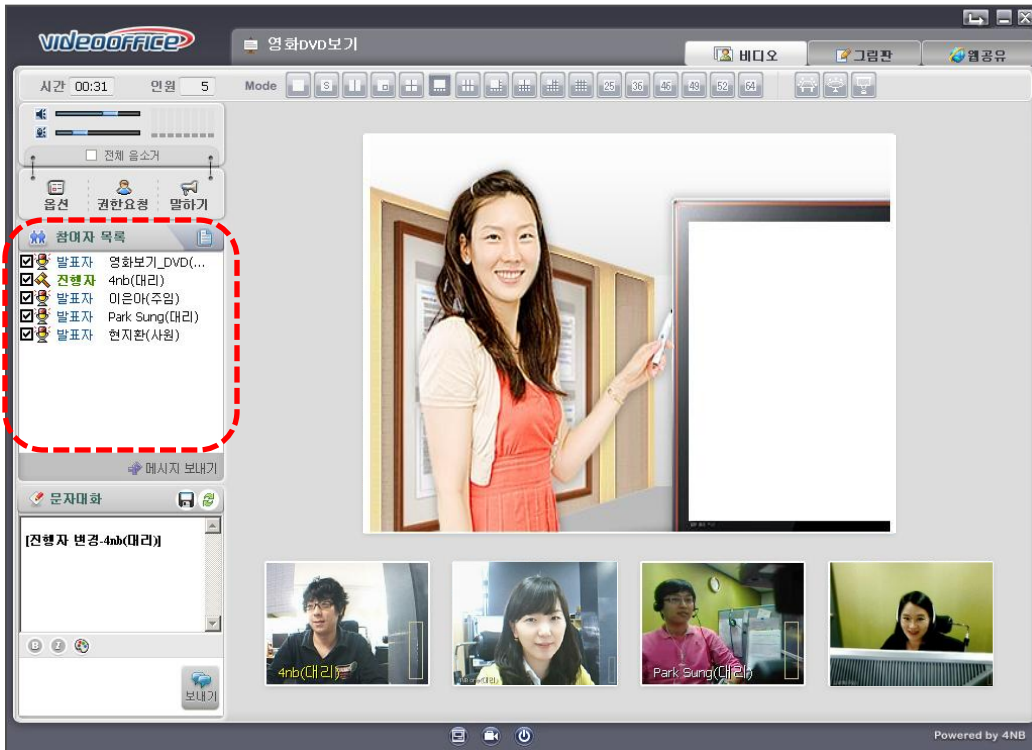 VIDEOOFFICE
영화DVD보기
비디오
그림판
웹공유
시간 00:31 인원 5
Mode S 25 36 46 49 52 64
전체 음소거
옵션 권한요청 말하기
참여자 목록
발표자 영화보기_DVD(...
진행자 4nb(대리)
발표자 이은아(주임)
발표자 Park Sung(대리)
발표자 현지환(사원)
메시지 보내기
문자대화
[진행자 변경-4nb(대리)]
B I
보내기
4nb(대리)
Park Sung(대리)
Powered by 4NB